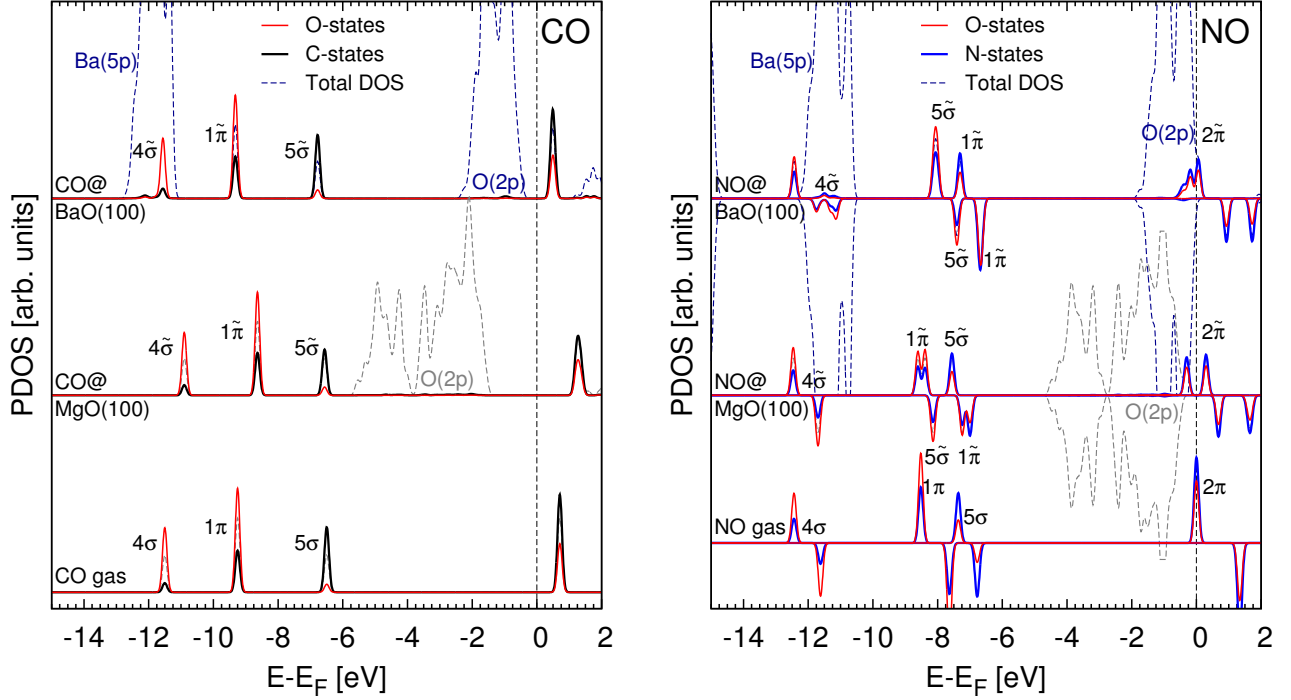 CO
O-states
C-states
Total DOS
Ba(5p)
4σ̃
1π̃
5σ̃
O(2p)
CO@
BaO(100)
4σ̃
1π̃
5σ̃
O(2p)
CO@
MgO(100)
4σ
1π
5σ
CO gas
-14 -12 -10 -8 -6 -4 -2 0 2
E-E_F [eV]
PDOS [arb. units]
NO
O-states
N-states
Total DOS
Ba(5p)
5σ̃
1π̃
O(2p)
2π̃
4σ̃
NO@
BaO(100)
5σ̃
1π̃
1π̃
5σ̃
2π̃
4σ̃
NO@
MgO(100)
O(2p)
5σ̃
1π̃
1π
2π
4σ
5σ
NO gas
-14 -12 -10 -8 -6 -4 -2 0 2
E-E_F [eV]
PDOS [arb. units]